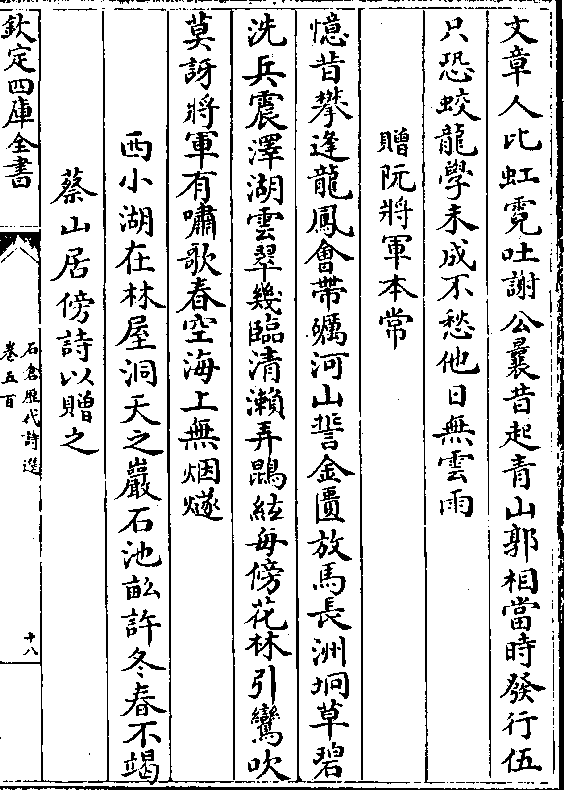 文章人比虹霓吐謝公曩昔起青山郭相當時發行伍
只恐蛟龍學未成不愁他日無雲雨
贈阮將軍本常
憶昔攀逢龍鳳會帶礪河山誓金匱放馬長洲坰草碧
洗兵震澤湖雲翠幾臨清瀨弄鵾絃每傍花林引鸞吹
莫訝將軍有嘯歌春空海上無烟燧
西小湖在林屋洞天之巖石池畝許冬春不竭
蔡山居傍詩以贈之
欽定四庫全書
石倉歷代詩選
卷五百
十八